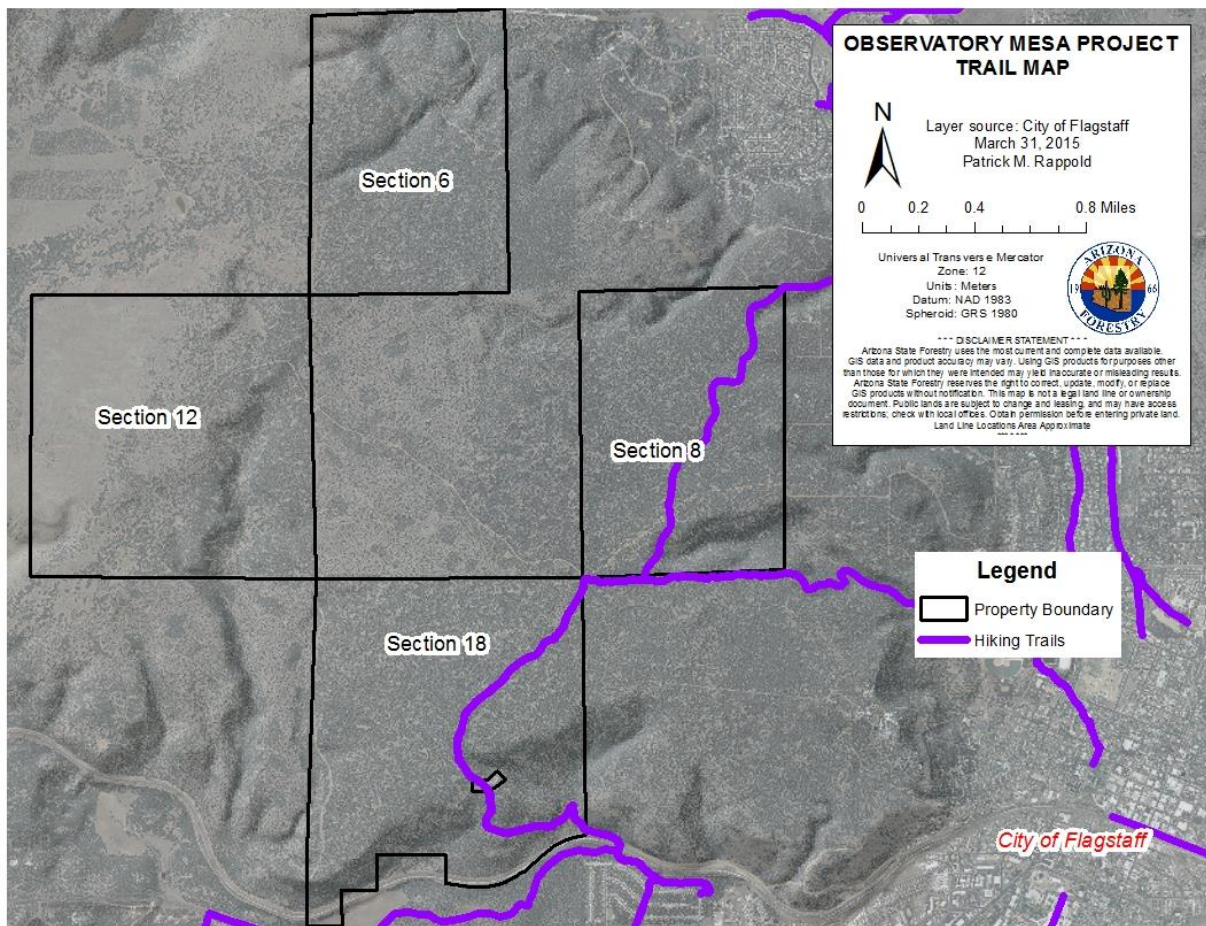 OBSERVATORY MESA PROJECT
TRAIL MAP
N
Layer source: City of Flagstaff
March 31, 2015
Patrick M. Rappold
0 0.2 0.4 0.8 Miles
Universal Transverse Mercator
Zone: 12
Units: Meters
Datum: NAD 1983
Spheroid: GRS 1980
ARIZONA
19 66
FORESTRY
* * * DISCLAIMER STATEMENT * * *
Arizona State Forestry uses the most current and complete data available.
GIS data and product accuracy may vary. Using GIS products for purposes other
than those for which they were intended may yield inaccurate or misleading results.
Arizona State Forestry reserves the right to correct, update, modify, or replace
GIS products without notification. This map is not a legal land line or ownership
document. Public lands are subject to change and leasing, and may have access
restrictions; check with local offices. Obtain permission before entering private land.
Land Line Locations Area Approximate
Section 6
Section 12
Section 8
Section 18
Legend
Property Boundary
Hiking Trails
City of Flagstaff